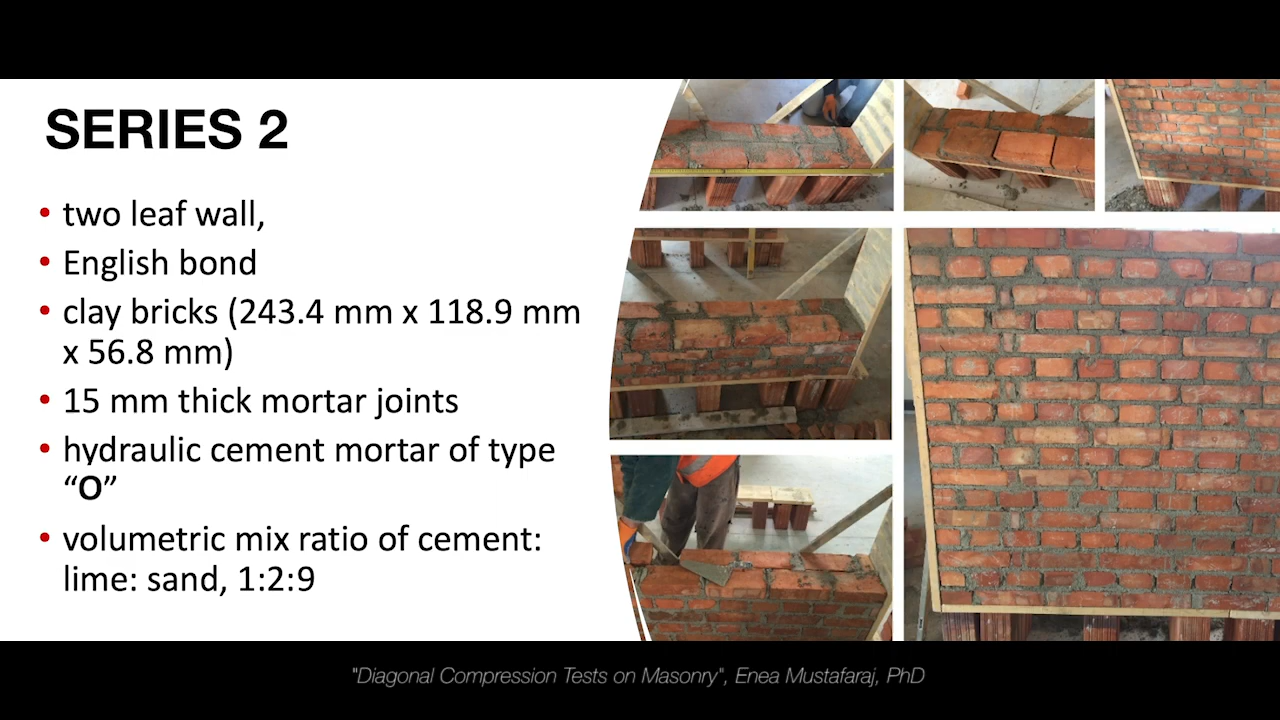 SERIES 2
• two leaf wall,
• English bond
• clay bricks (243.4 mm x 118.9 mm
x 56.8 mm)
• 15 mm thick mortar joints
• hydraulic cement mortar of type
“O”
• volumetric mix ratio of cement:
lime: sand, 1:2:9
"Diagonal Compression Tests on Masonry", Enea Mustafaraj, PhD